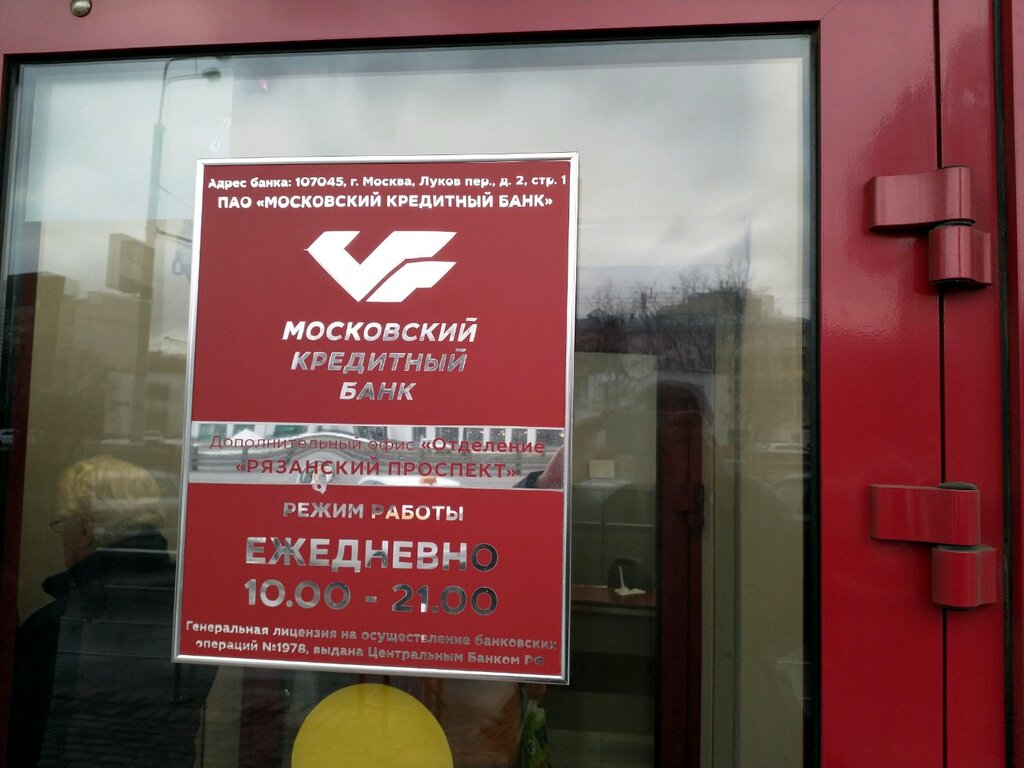 Адрес банка: 107045, г. Москва, Луков пер., д. 2, стр. 1
ПАО «МОСКОВСКИЙ КРЕДИТНЫЙ БАНК»
МОСКОВСКИЙ
КРЕДИТНЫЙ
БАНК
Дополнительный офис «Отделение
«РЯЗАНСКИЙ ПРОСПЕКТ»
РЕЖИМ РАБОТЫ
ЕЖЕДНЕВНО
10.00 - 21.00
Генеральная лицензия на осуществление банковских
операций №1978, выдана Центральным Банком РФ